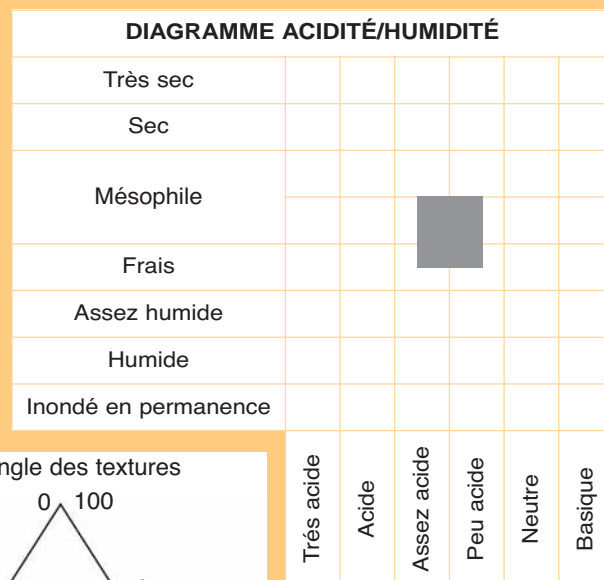 DIAGRAMME ACIDITÉ/HUMIDITÉ
Très sec
Sec
Mésophile
Frais
Assez humide
Humide
Inondé en permanence
Trés acide
Acide
Assez acide
Peu acide
Neutre
Basique
ngle des textures
0 100